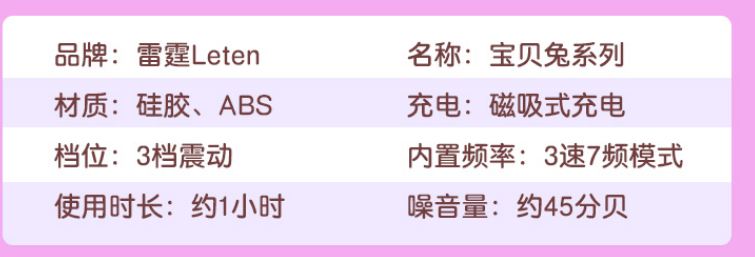 品牌：雷霆Leten 名称：宝贝兔系列
材质：硅胶、ABS 充电：磁吸式充电
档位：3档震动 内置频率：3速7频模式
使用时长：约1小时 噪音量：约45分贝